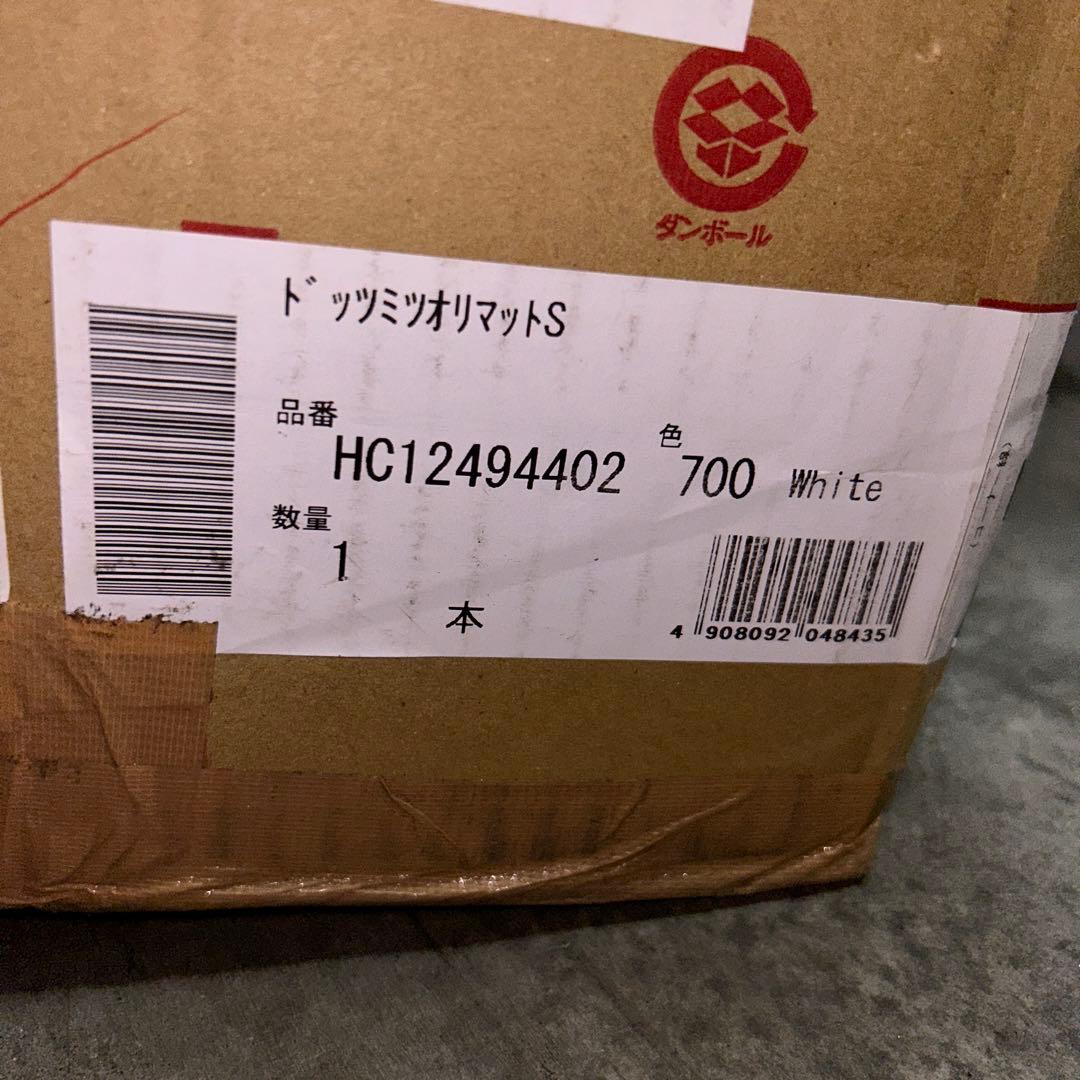 ダンボール
ﾄﾞｯﾂﾐﾂｵﾘﾏｯﾄS
品番
HC12494402
色
700 White
数量
1
本
4 908092 048435